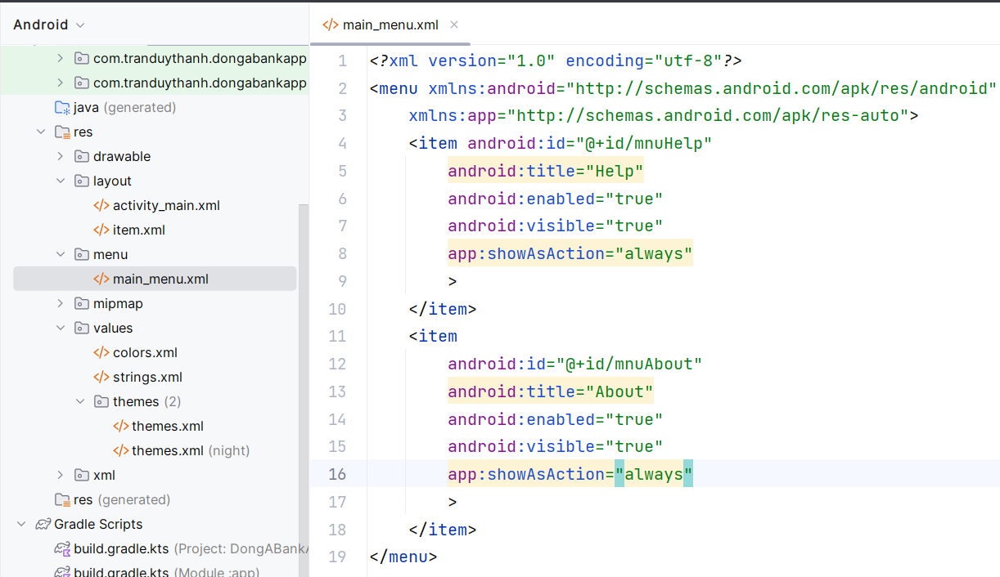 Android
com.tranduythanh.dongabankapp
com.tranduythanh.dongabankapp
java (generated)
res
drawable
layout
activity_main.xml
item.xml
menu
main_menu.xml
mipmap
values
colors.xml
strings.xml
themes (2)
themes.xml
themes.xml (night)
xml
res (generated)
Gradle Scripts
build.gradle.kts (Project: DongABankA
build.gradle.kts (Module :app)
main_menu.xml
1 <?xml version="1.0" encoding="utf-8"?>
2 <menu xmlns:android="http://schemas.android.com/apk/res/android"
3 xmlns:app="http://schemas.android.com/apk/res-auto">
4 <item android:id="@+id/mnuHelp"
5 android:title="Help"
6 android:enabled="true"
7 android:visible="true"
8 app:showAsAction="always"
9 >
10 </item>
11 <item
12 android:id="@+id/mnuAbout"
13 android:title="About"
14 android:enabled="true"
15 android:visible="true"
16 app:showAsAction="always"
17 >
18 </item>
19 </menu>